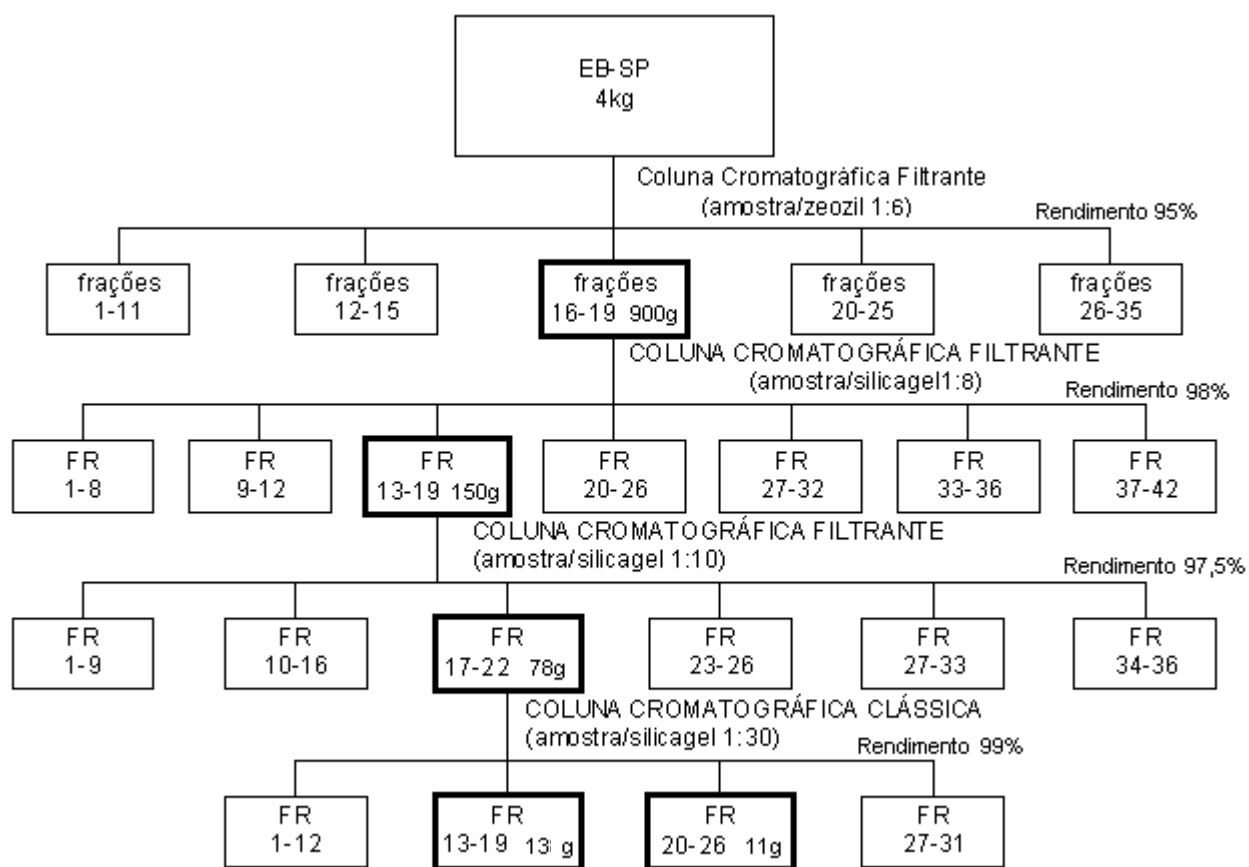 EB-SP
4kg
Coluna Cromatográfica Filtrante
(amostra/zeozil 1:6)
Rendimento 95%
frações
1-11
frações
12-15
frações
16-19 900g
frações
20-25
frações
26-35
COLUNA CROMATOGRÁFICA FILTRANTE
(amostra/silicagel1:8)
Rendimento 98%
FR
1-8
FR
9-12
FR
13-19 150g
FR
20-26
FR
27-32
FR
33-36
FR
37-42
COLUNA CROMATOGRÁFICA FILTRANTE
(amostra/silicagel 1:10)
Rendimento 97,5%
FR
1-9
FR
10-16
FR
17-22 78g
FR
23-26
FR
27-33
FR
34-36
COLUNA CROMATOGRÁFICA CLÁSSICA
(amostra/silicagel 1:30)
Rendimento 99%
FR
1-12
FR
13-19 13 g
FR
20-26 11g
FR
27-31